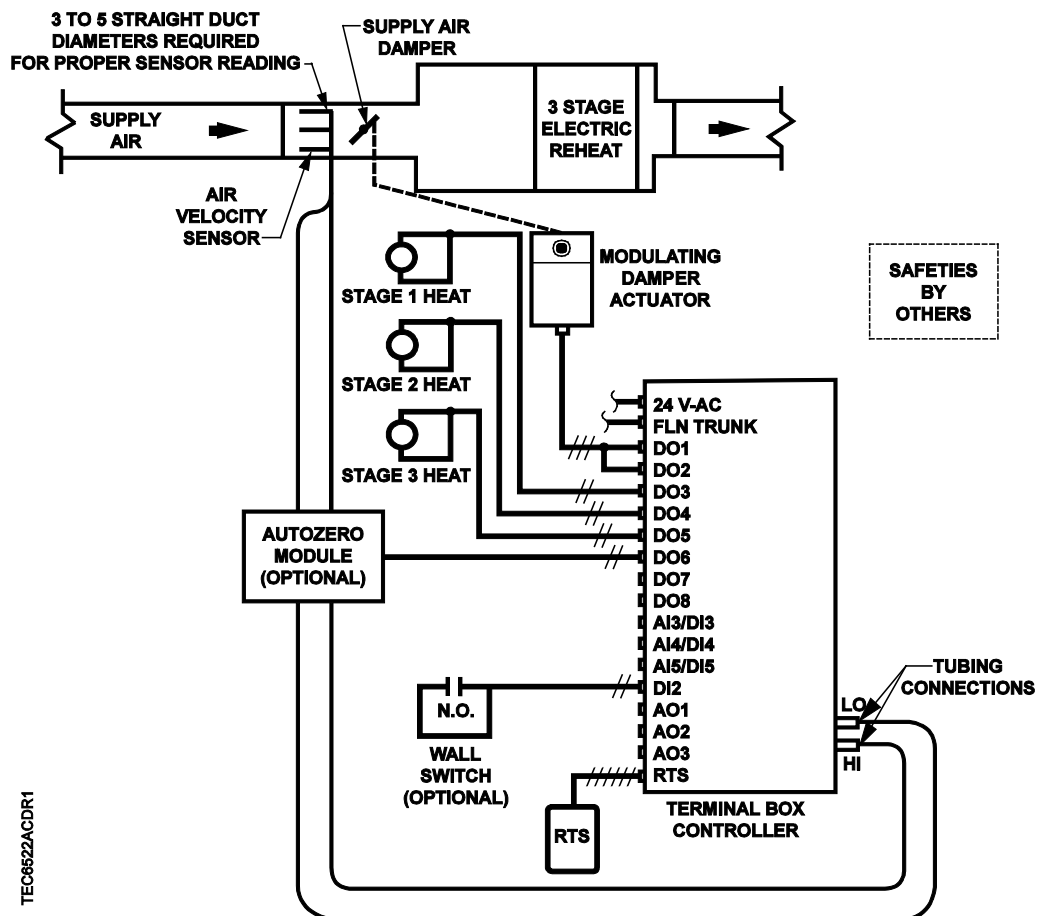 3 TO 5 STRAIGHT DUCT
DIAMETERS REQUIRED
FOR PROPER SENSOR READING
SUPPLY AIR
DAMPER
SUPPLY
AIR
3 STAGE
ELECTRIC
REHEAT
AIR
VELOCITY
SENSOR
STAGE 1 HEAT
MODULATING
DAMPER
ACTUATOR
SAFETIES
BY
OTHERS
STAGE 2 HEAT
STAGE 3 HEAT
24 V-AC
FLN TRUNK
DO1
DO2
DO3
DO4
DO5
DO6
DO7
DO8
AI3/DI3
AI4/DI4
AI5/DI5
DI2
AO1
AO2
AO3
RTS
AUTOZERO
MODULE
(OPTIONAL)
N.O.
WALL
SWITCH
(OPTIONAL)
TUBING
CONNECTIONS
LO
HI
RTS
TERMINAL BOX
CONTROLLER
TEC6522ACDR1